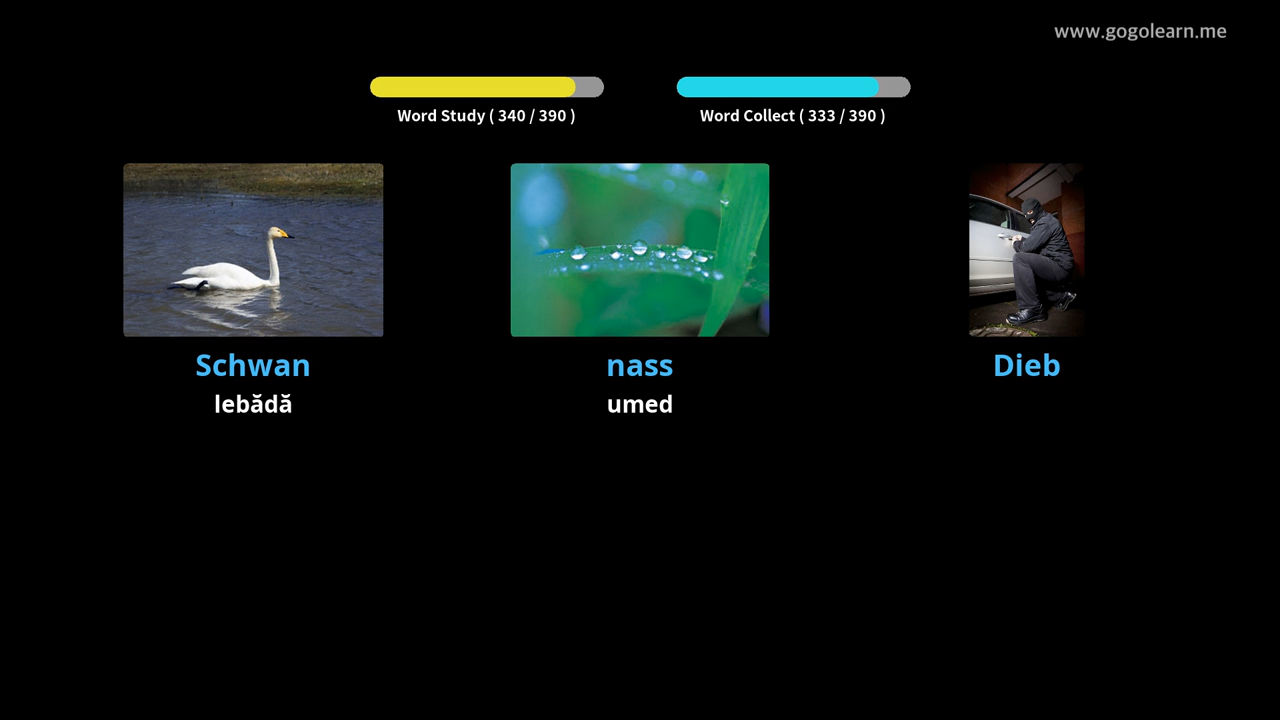 www.gogolearn.me
Word Study ( 340 / 390 )
Word Collect ( 333 / 390 )
Schwan
lebădă
nass
umed
Dieb